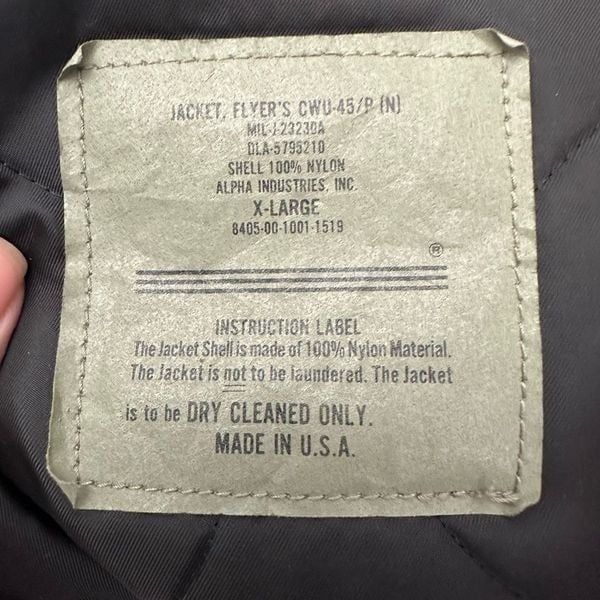 JACKET, FLYER'S CWU-45/P (N)
MIL-J-23230A
DLA-5795210
SHELL 100% NYLON
ALPHA INDUSTRIES, INC.
X-LARGE
8405-00-1001-1519
®
INSTRUCTION LABEL
The Jacket Shell is made of 100% Nylon Material.
The Jacket is not to be laundered. The Jacket
is to be DRY CLEANED ONLY.
MADE IN U.S.A.